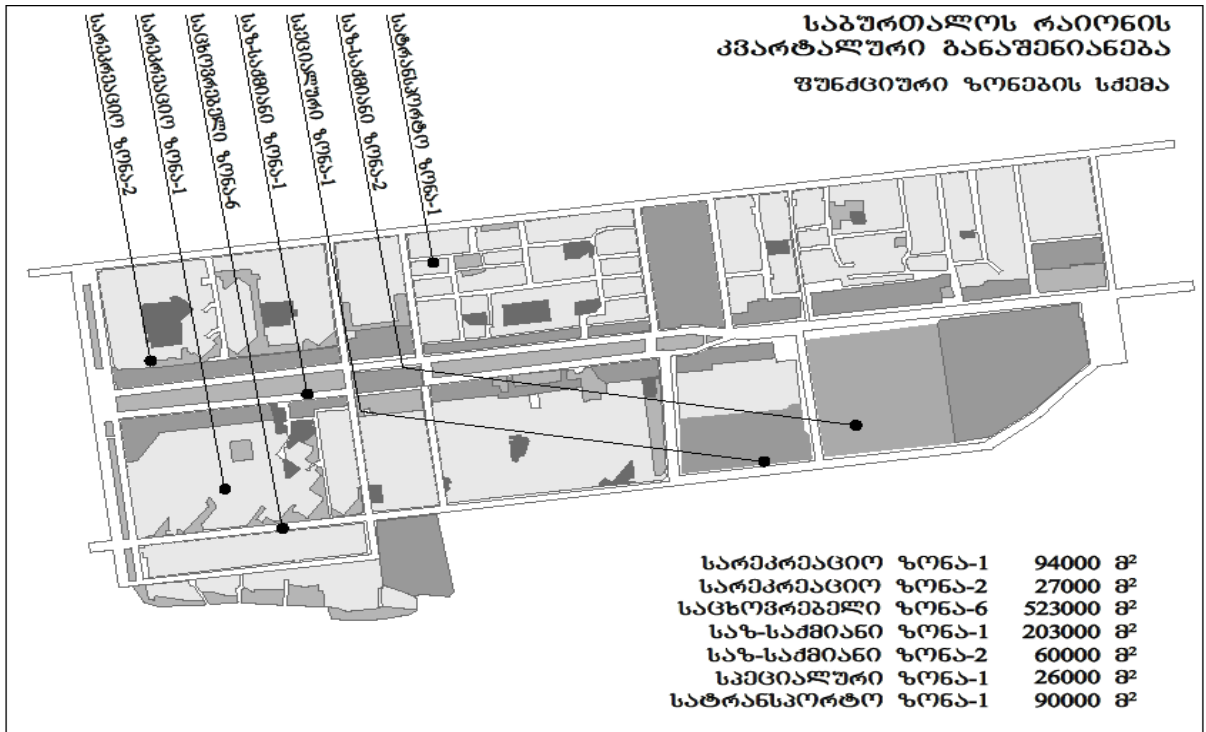 საბურთალოს რაიონის
კვარტალური განაშენიანება
ფუნქციური ზონების სქემა
სარეკრეაციო ზონა-2
სარეკრეაციო ზონა-1
საცხოვრებელი ზონა-6
საზ-საქმიანი ზონა-1
სპეციალური ზონა-1
საზ-საქმიანი ზონა-2
სატრანსპორტო ზონა-1
სარეკრეაციო ზონა-1 94000 მ²
სარეკრეაციო ზონა-2 27000 მ²
საცხოვრებელი ზონა-6 523000 მ²
საზ-საქმიანი ზონა-1 203000 მ²
საზ-საქმიანი ზონა-2 60000 მ²
სპეციალური ზონა-1 26000 მ²
სატრანსპორტო ზონა-1 90000 მ²